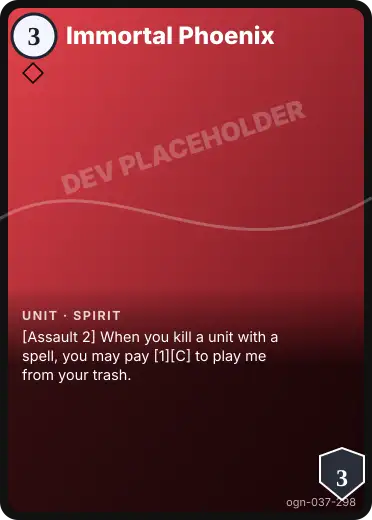 3 Immortal Phoenix
DEV PLACEHOLDER
UNIT · SPIRIT
[Assault 2] When you kill a unit with a
spell, you may pay [1][C] to play me
from your trash.
3
ogn-037-298